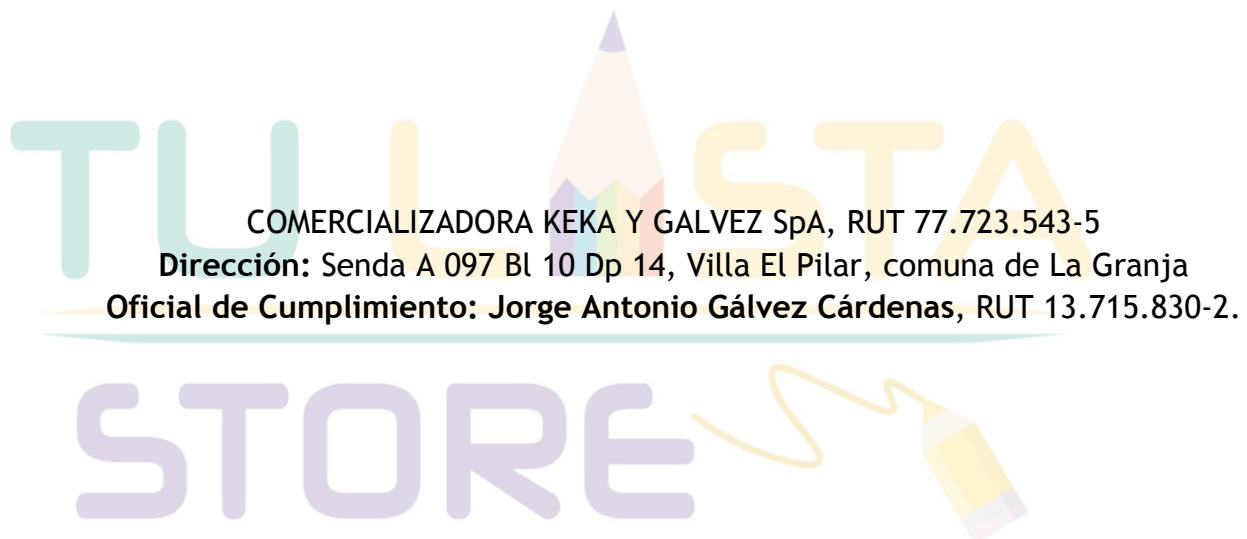 TU LISTA
COMERCIALIZADORA KEKA Y GALVEZ SpA, RUT 77.723.543-5
Dirección: Senda A 097 Bl 10 Dp 14, Villa El Pilar, comuna de La Granja
Oficial de Cumplimiento: Jorge Antonio Gálvez Cárdenas, RUT 13.715.830-2.
STORE